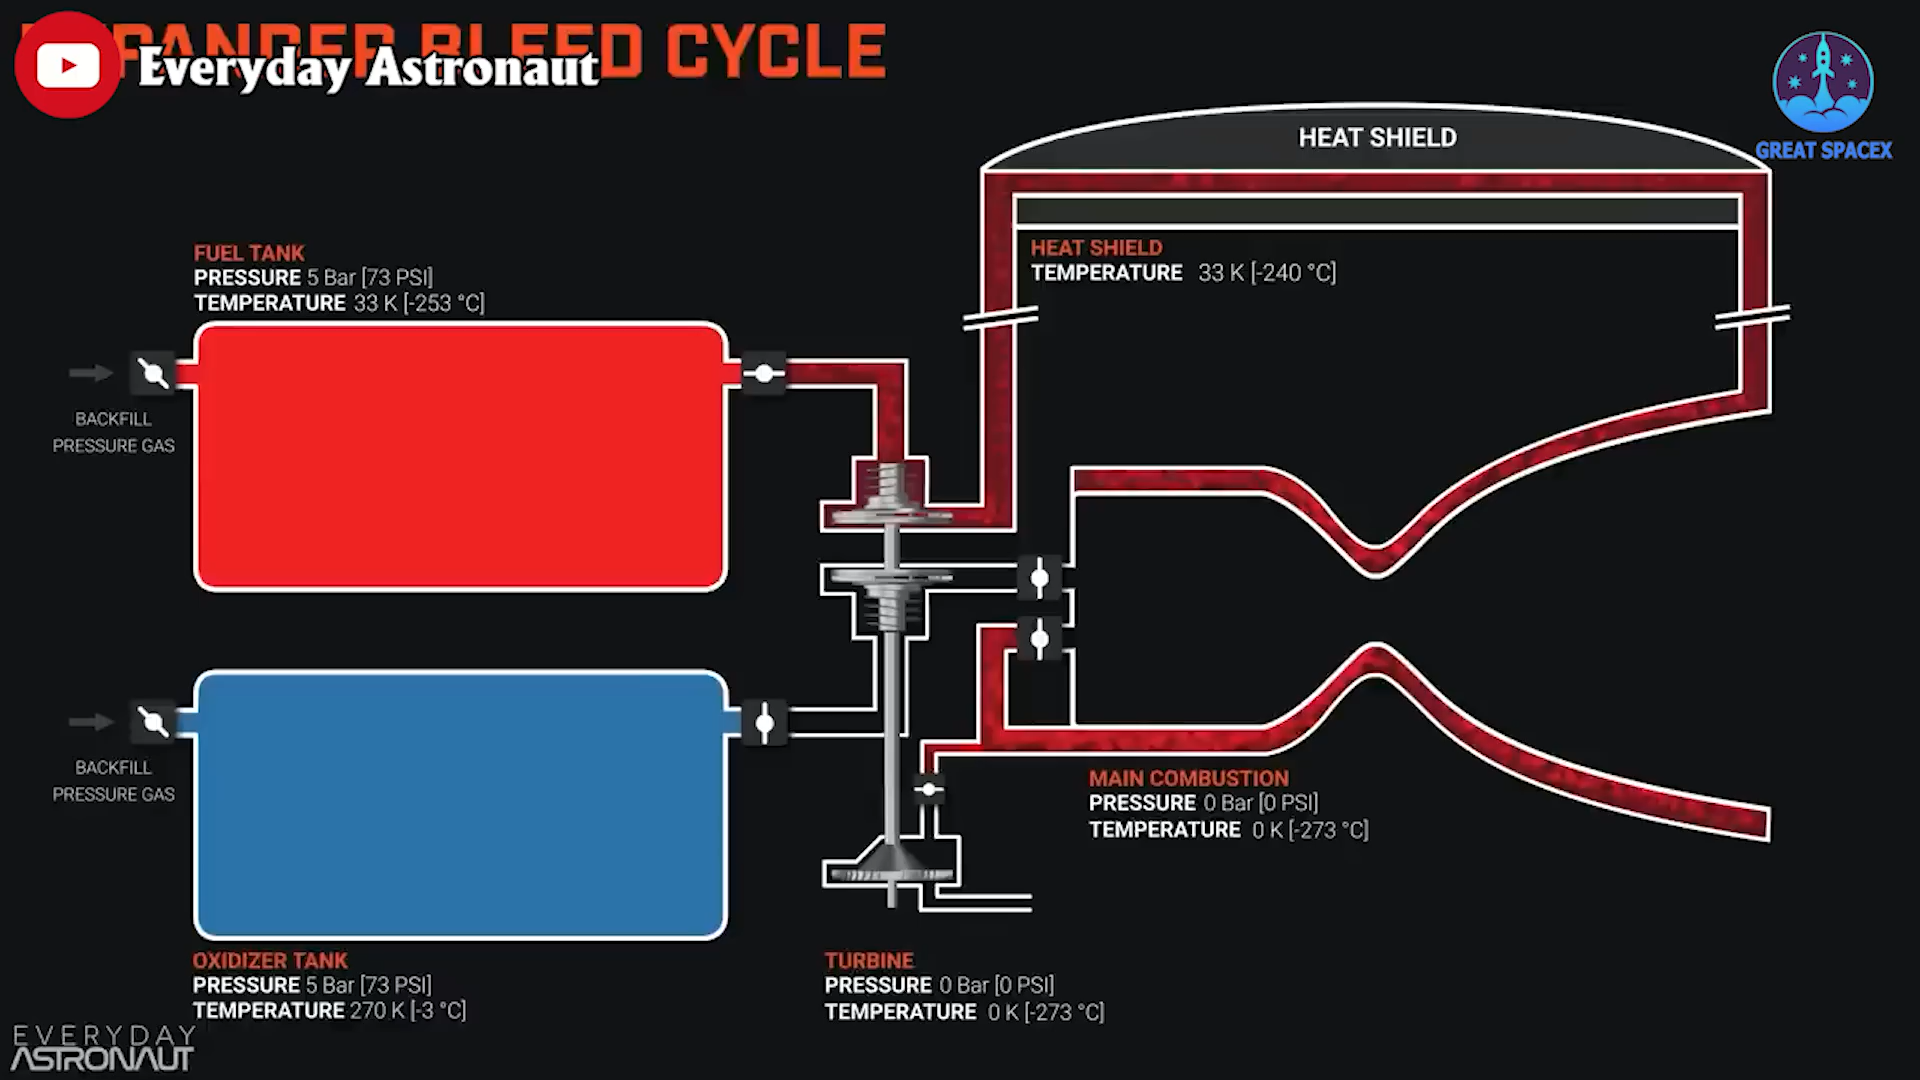 PANDER BLEED CYCLE
Everyday Astronaut
GREAT SPACEX
HEAT SHIELD
FUEL TANK
PRESSURE 5 Bar [73 PSI]
TEMPERATURE 33 K [-253 °C]
HEAT SHIELD
TEMPERATURE 33 K [-240 °C]
BACKFILL
PRESSURE GAS
BACKFILL
PRESSURE GAS
MAIN COMBUSTION
PRESSURE 0 Bar [0 PSI]
TEMPERATURE 0 K [-273 °C]
OXIDIZER TANK
PRESSURE 5 Bar [73 PSI]
TEMPERATURE 270 K [-3 °C]
TURBINE
PRESSURE 0 Bar [0 PSI]
TEMPERATURE 0 K [-273 °C]
EVERYDAY
ASTRONAUT